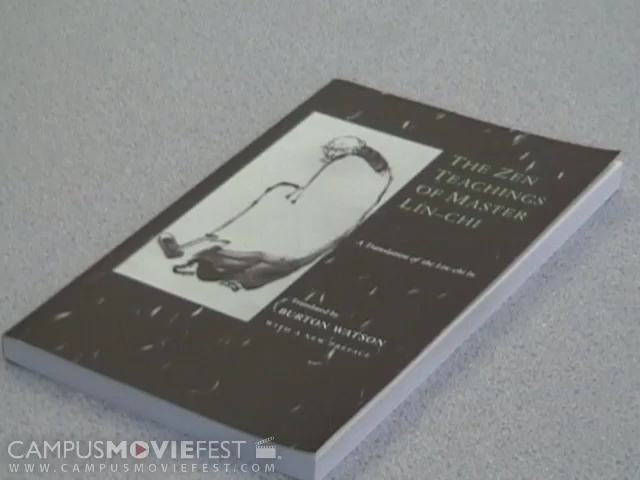 THE ZEN
TEACHINGS
OF MASTER
LIN-CHI
A Translation of the Lin-chi lu
Translated by
BURTON WATSON
WITH A NEW PREFACE
CAMPUSMOVIEFEST
WWW.CAMPUSMOVIEFEST.COM